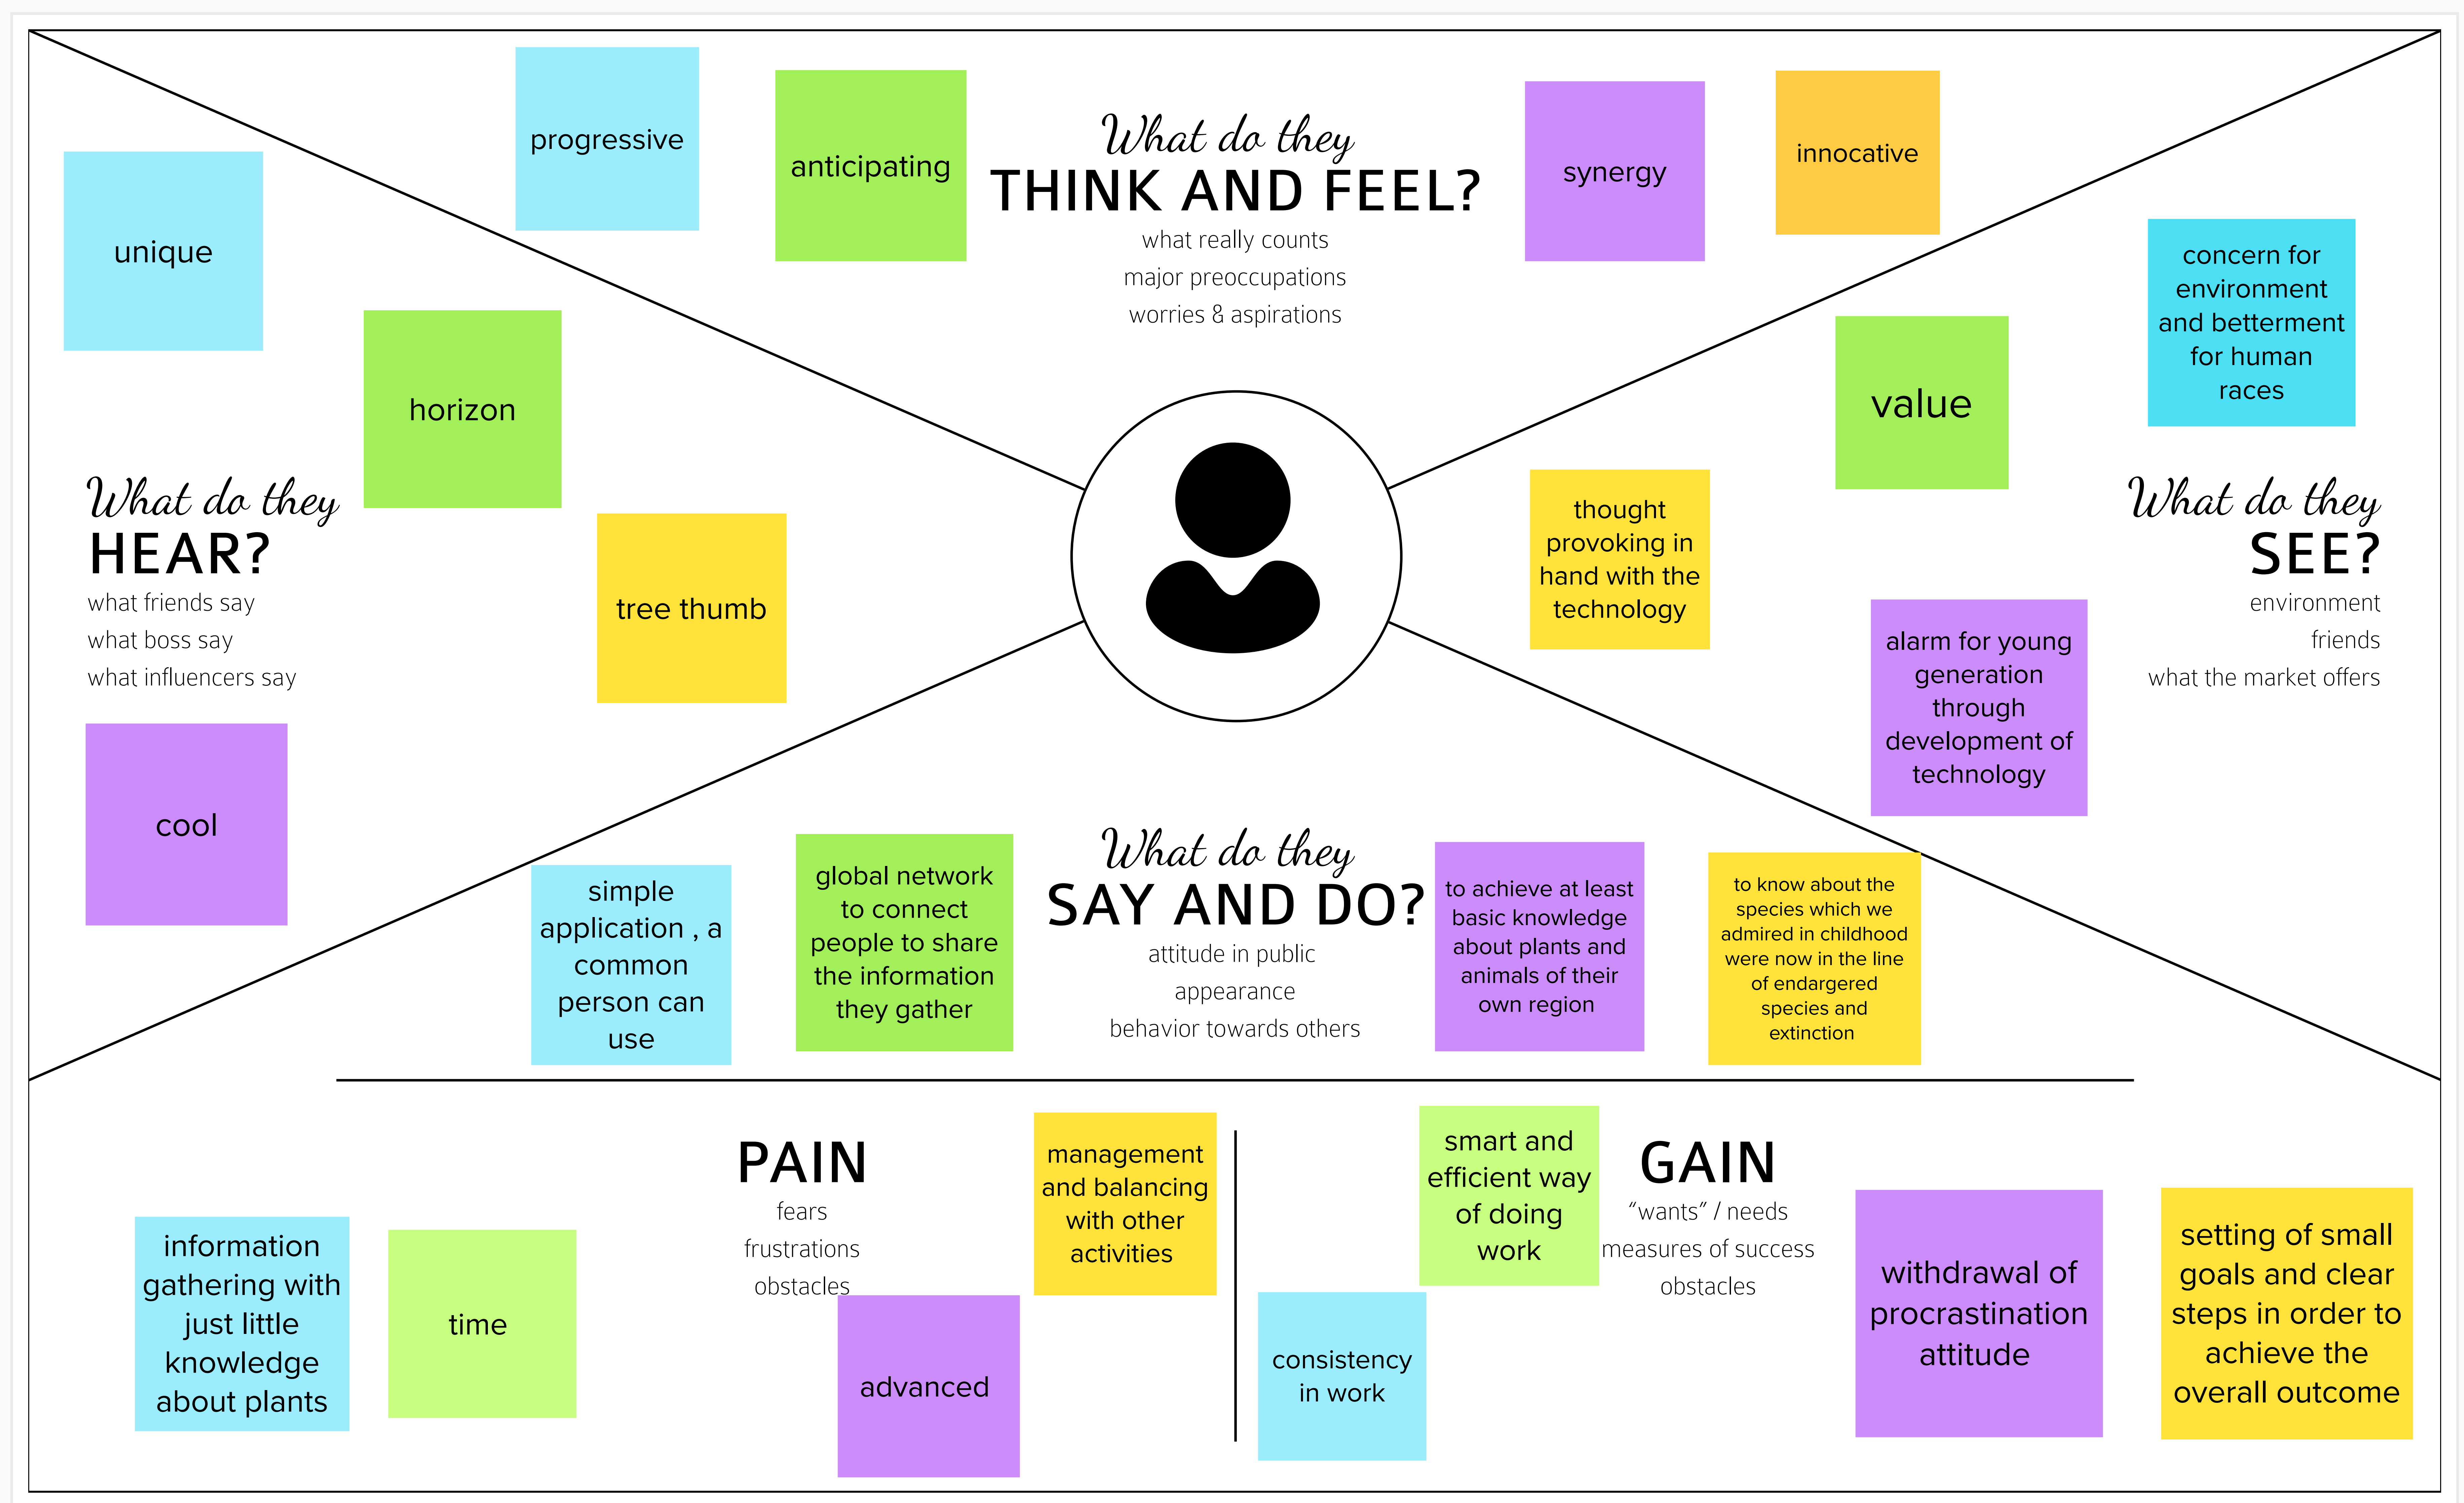 progressive
anticipating
What do they
THINK AND FEEL?
what really counts
major preoccupations
worries & aspirations
synergy
innocative
unique
horizon
What do they
HEAR?
what friends say
what boss say
what influencers say
tree thumb
cool
concern for
environment
and betterment
for human
races
value
thought
provoking in
hand with the
technology
What do they
SEE?
environment
friends
what the market offers
alarm for young
generation
through
development of
technology
simple
application , a
common
person can
use
global network
to connect
people to share
the information
they gather
What do they
SAY AND DO?
attitude in public
appearance
behavior towards others
to achieve at least
basic knowledge
about plants and
animals of their
own region
to know about the
species which we
admired in childhood
were now in the line
of endargered
species and
extinction
PAIN
fears
frustrations
obstacles
information
gathering with
just little
knowledge
about plants
time
management
and balancing
with other
activities
advanced
smart and
efficient way
of doing
work
GAIN
“wants” / needs
measures of success
obstacles
consistency
in work
withdrawal of
procrastination
attitude
setting of small
goals and clear
steps in order to
achieve the
overall outcome